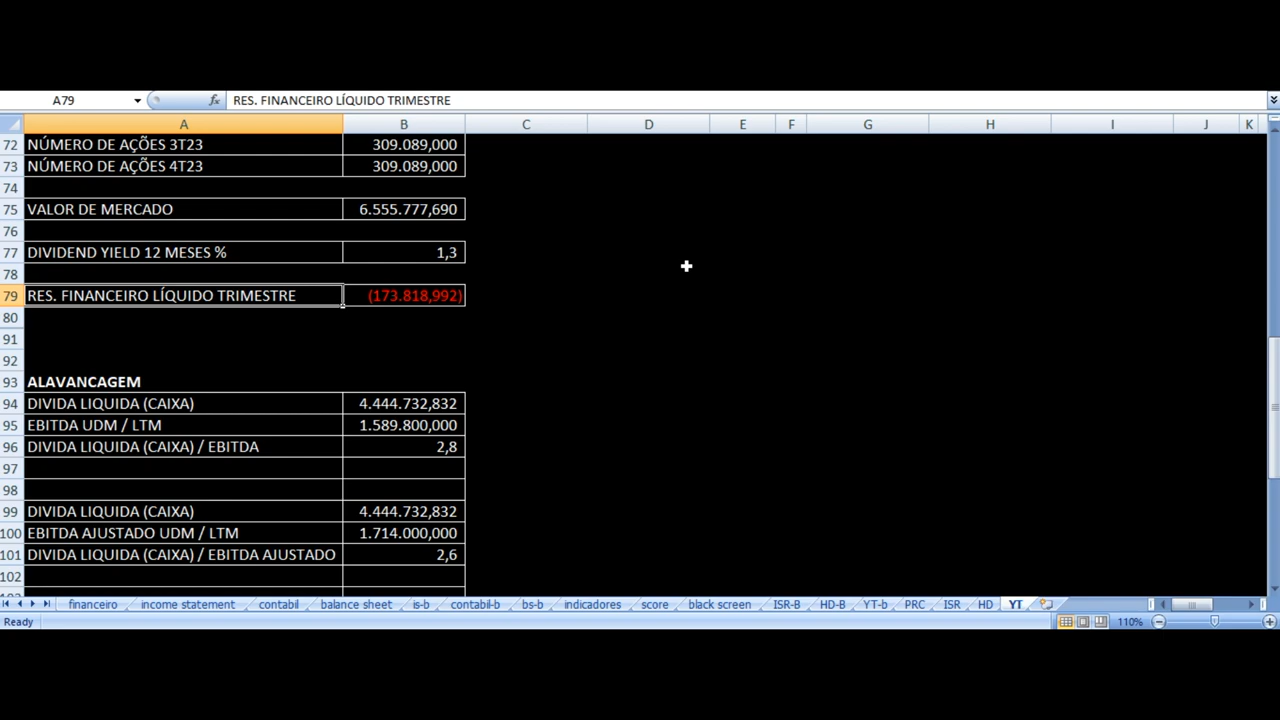 A79 fx RES. FINANCEIRO LÍQUIDO TRIMESTRE
A B C D E F G H I J K
72 NÚMERO DE AÇÕES 3T23 309.089,000
73 NÚMERO DE AÇÕES 4T23 309.089,000
74
75 VALOR DE MERCADO 6.555.777,690
76
77 DIVIDEND YIELD 12 MESES % 1,3
78
79 RES. FINANCEIRO LÍQUIDO TRIMESTRE (173.818,992)
80
91
92
93 ALAVANCAGEM
94 DIVIDA LIQUIDA (CAIXA) 4.444.732,832
95 EBITDA UDM / LTM 1.589.800,000
96 DIVIDA LIQUIDA (CAIXA) / EBITDA 2,8
97
98
99 DIVIDA LIQUIDA (CAIXA) 4.444.732,832
100 EBITDA AJUSTADO UDM / LTM 1.714.000,000
101 DIVIDA LIQUIDA (CAIXA) / EBITDA AJUSTADO 2,6
102
financeiro income statement contabil balance sheet is-b contabil-b bs-b indicadores score black screen ISR-B HD-B YT-b PRC ISR HD YT
Ready 110%